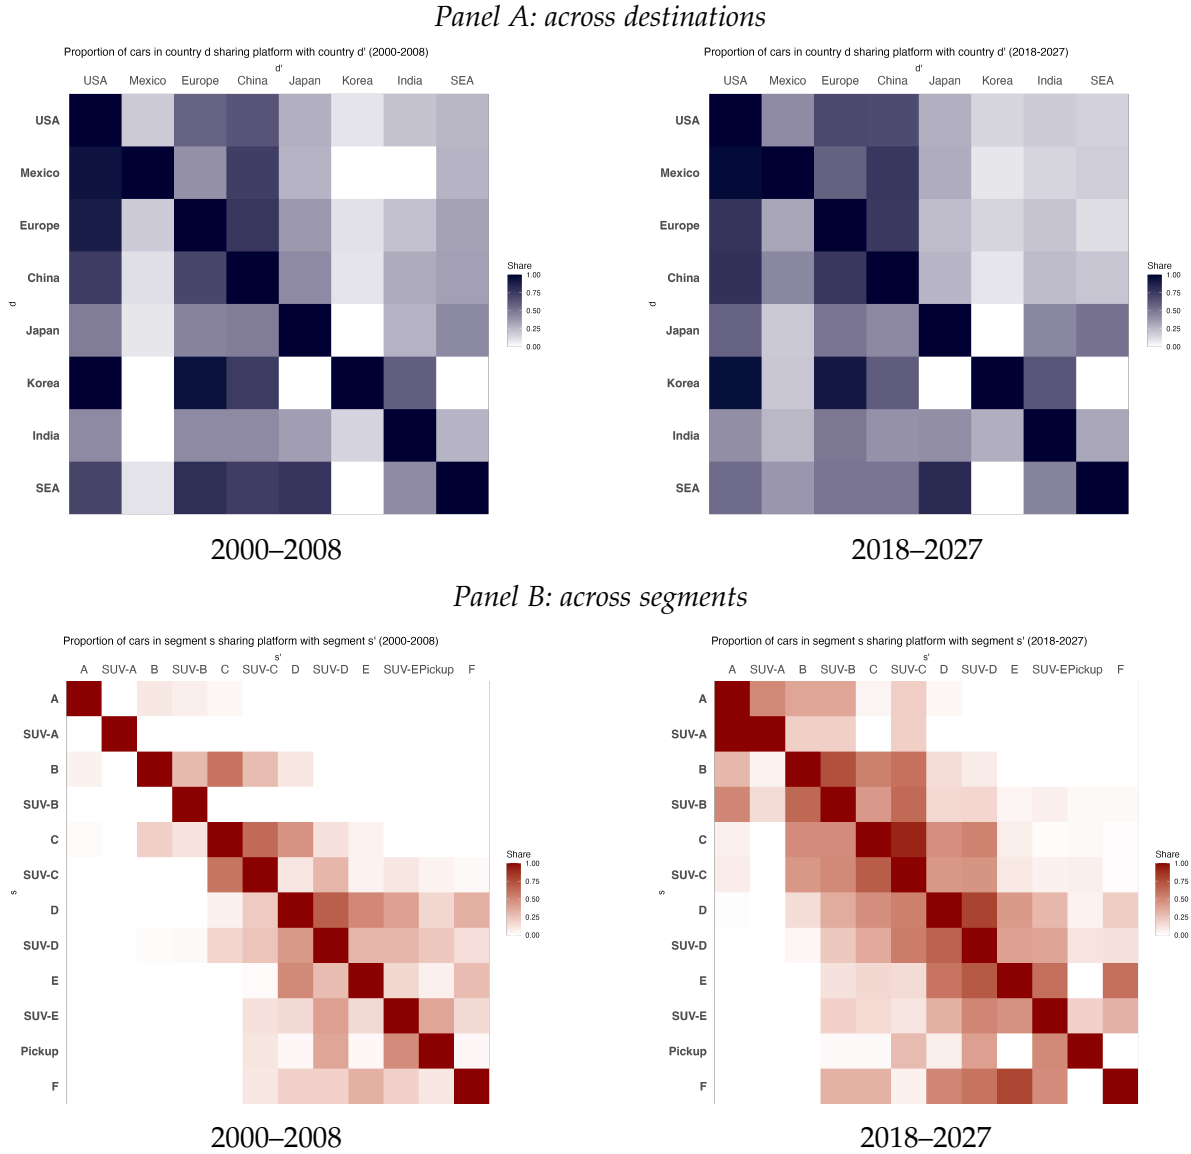 Panel A: across destinations
Proportion of cars in country d sharing platform with country d' (2000-2008)
d'
USA Mexico Europe China Japan Korea India SEA
USA
Mexico
Europe
China
Japan
Korea
India
SEA
d
Share
1.00
0.75
0.50
0.25
0.00
2000–2008
Proportion of cars in country d sharing platform with country d' (2018-2027)
d'
USA Mexico Europe China Japan Korea India SEA
USA
Mexico
Europe
China
Japan
Korea
India
SEA
d
Share
1.00
0.75
0.50
0.25
0.00
2018–2027
Panel B: across segments
Proportion of cars in segment s sharing platform with segment s' (2000-2008)
s'
A SUV-A B SUV-B C SUV-C D SUV-D E SUV-E Pickup F
A
SUV-A
B
SUV-B
C
SUV-C
D
SUV-D
E
SUV-E
Pickup
F
s
Share
1.00
0.75
0.50
0.25
0.00
2000–2008
Proportion of cars in segment s sharing platform with segment s' (2018-2027)
s'
A SUV-A B SUV-B C SUV-C D SUV-D E SUV-E Pickup F
A
SUV-A
B
SUV-B
C
SUV-C
D
SUV-D
E
SUV-E
Pickup
F
s
Share
1.00
0.75
0.50
0.25
0.00
2018–2027